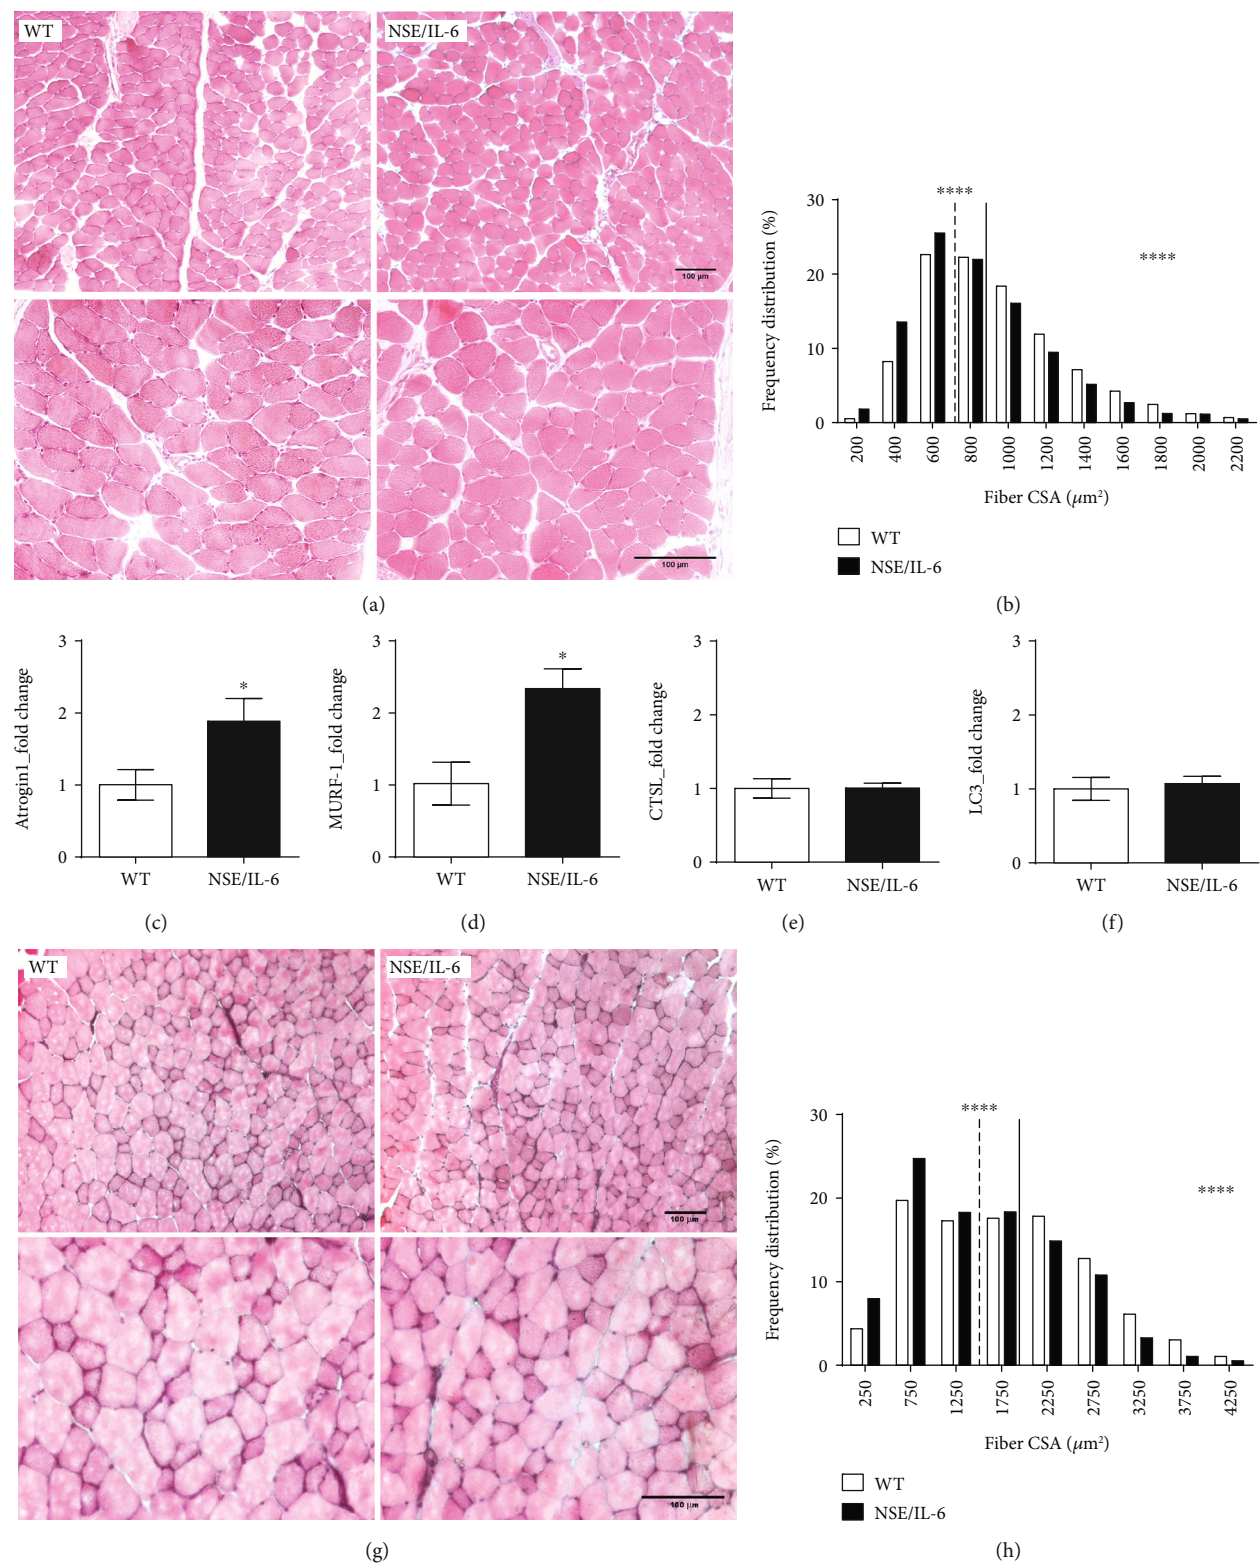 WT
NSE/IL-6
100 µm
100 µm
(a)
Frequency distribution (%)
30
20
10
0
****
****
200
400
600
800
1000
1200
1400
1600
1800
2000
2200
Fiber CSA (µm²)
WT
NSE/IL-6
(b)
Atrogin1_fold change
3
2
1
0
*
WT
NSE/IL-6
(c)
MURF-1_fold change
3
2
1
0
*
WT
NSE/IL-6
(d)
CTSL_fold change
3
2
1
0
WT
NSE/IL-6
(e)
LC3_fold change
3
2
1
0
WT
NSE/IL-6
(f)
WT
NSE/IL-6
100 µm
100 µm
(g)
Frequency distribution (%)
30
20
10
0
****
****
250
750
1250
1750
2250
2750
3250
3750
4250
Fiber CSA (µm²)
WT
NSE/IL-6
(h)